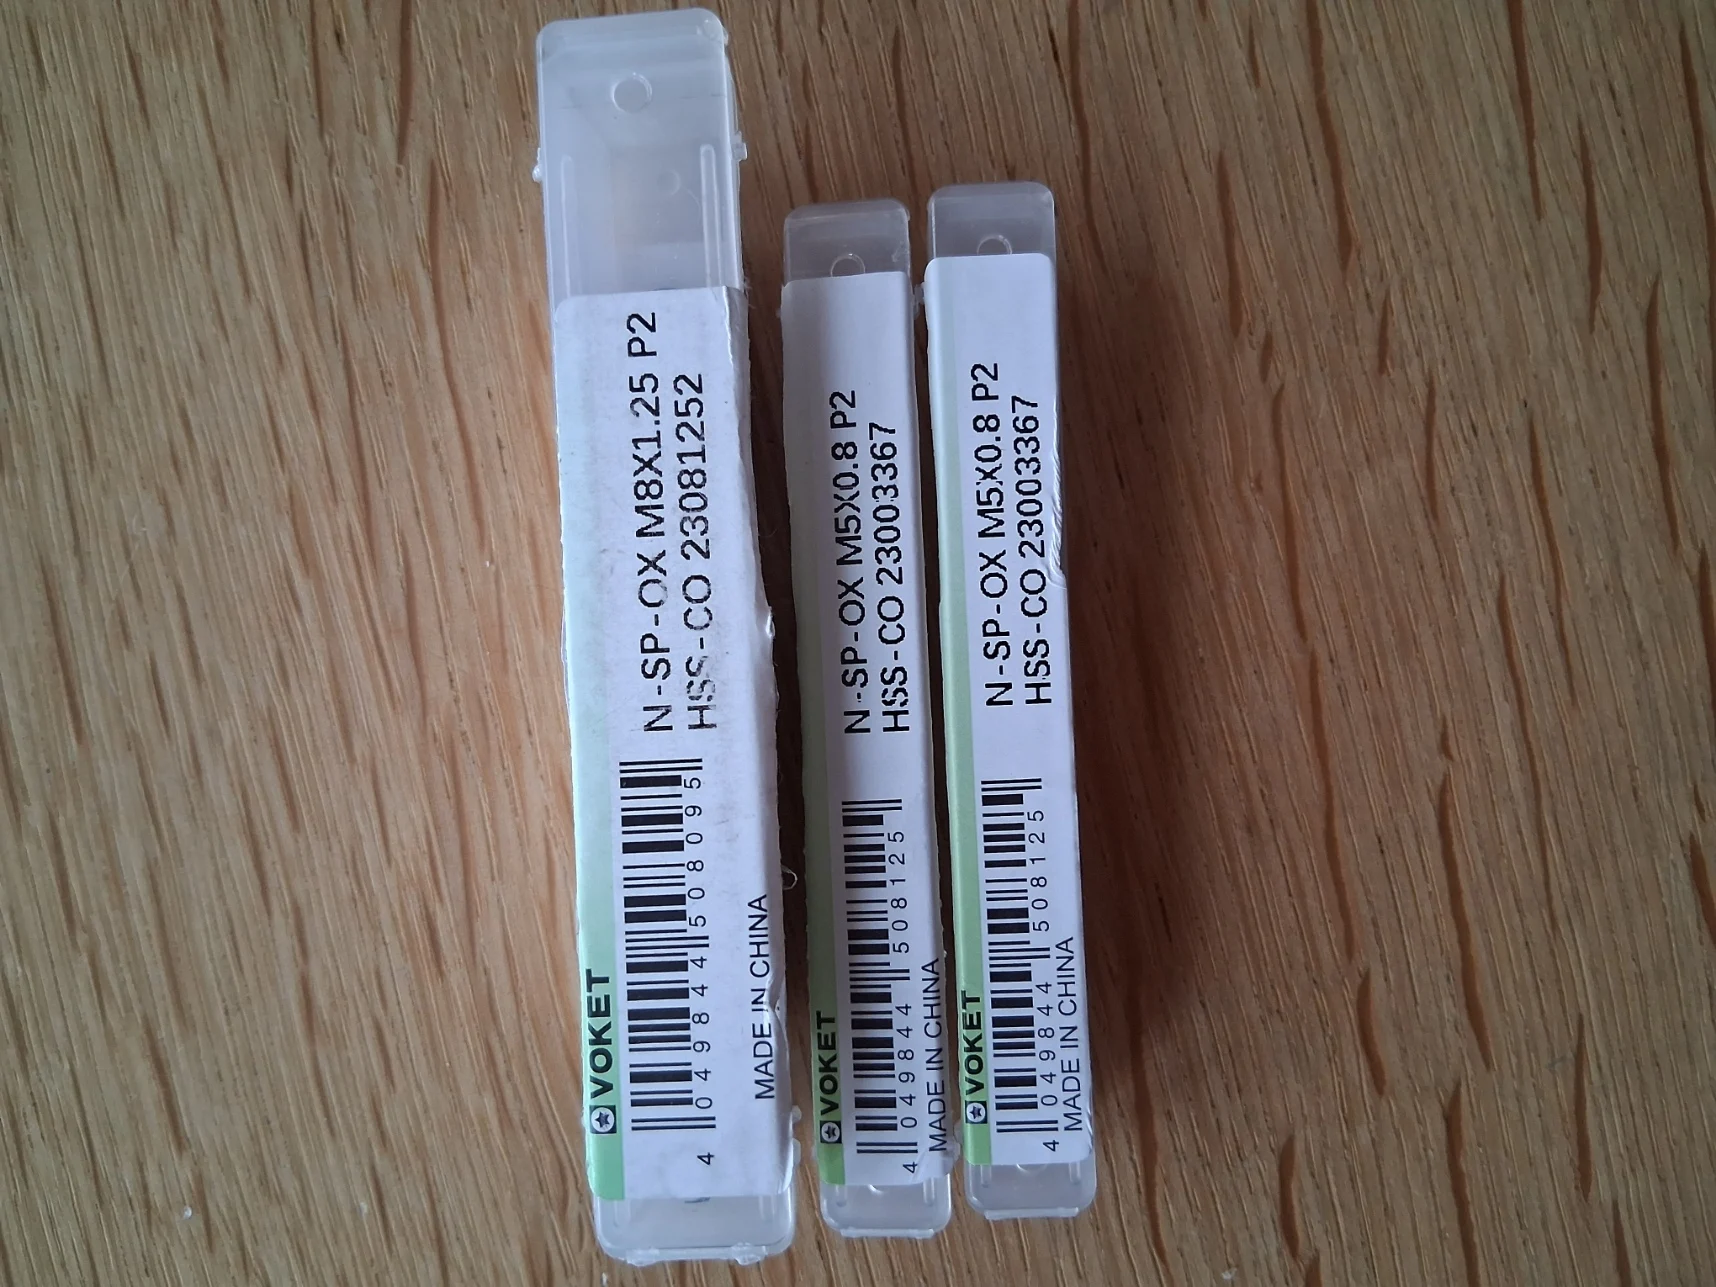 N-SP-OX M8X1.25 P2
HSS-CO 23081252
VOKET
4 049844 508095
MADE IN CHINA
N-SP-OX M5X0.8 P2
HSS-CO 23003367
VOKET
4 049844 508125
MADE IN CHINA
N-SP-OX M5X0.8 P2
HSS-CO 23003367
VOKET
4 049844 508125
MADE IN CHINA